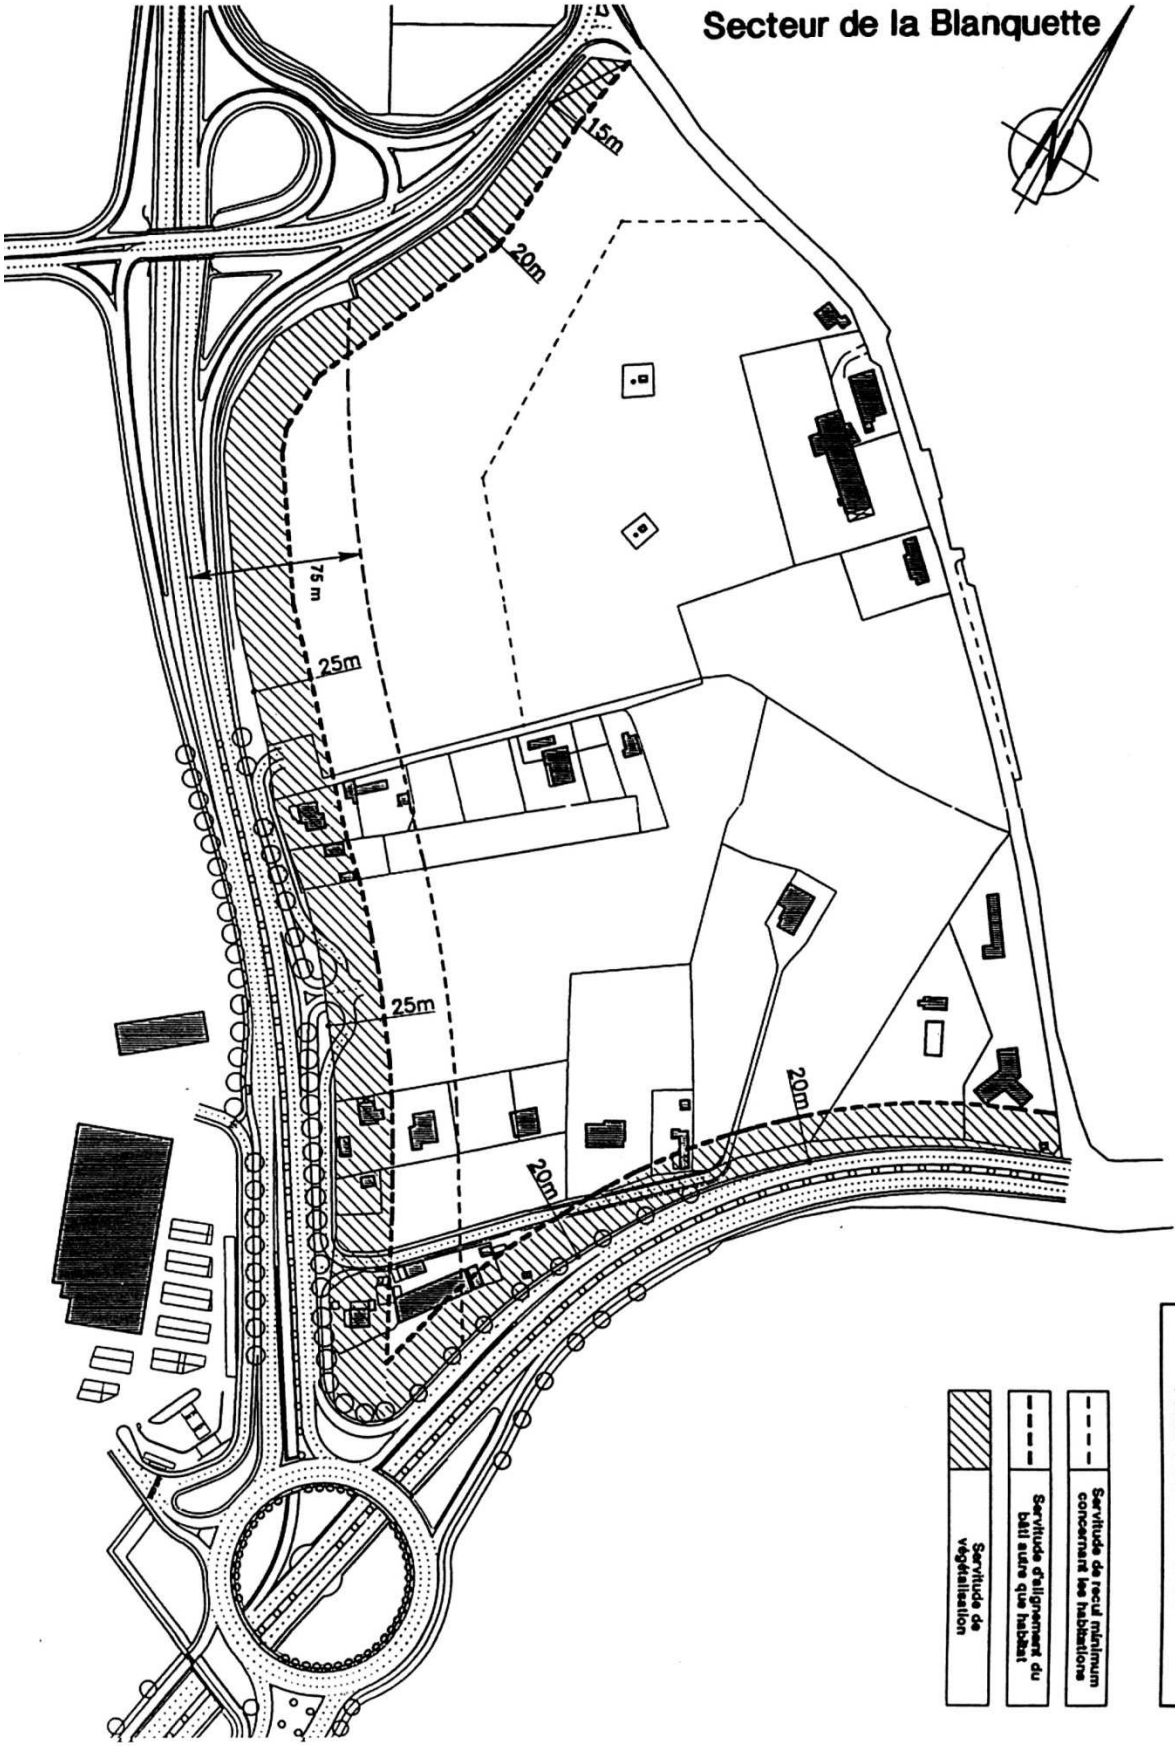 Secteur de la Blanquette
N
15m
20m
75 m
25m
25m
20m
20m
Servitude de recul minimum
concernant les habitations
Servitude d'alignement du
bâti autre que habitat
Servitude de
végétalisation